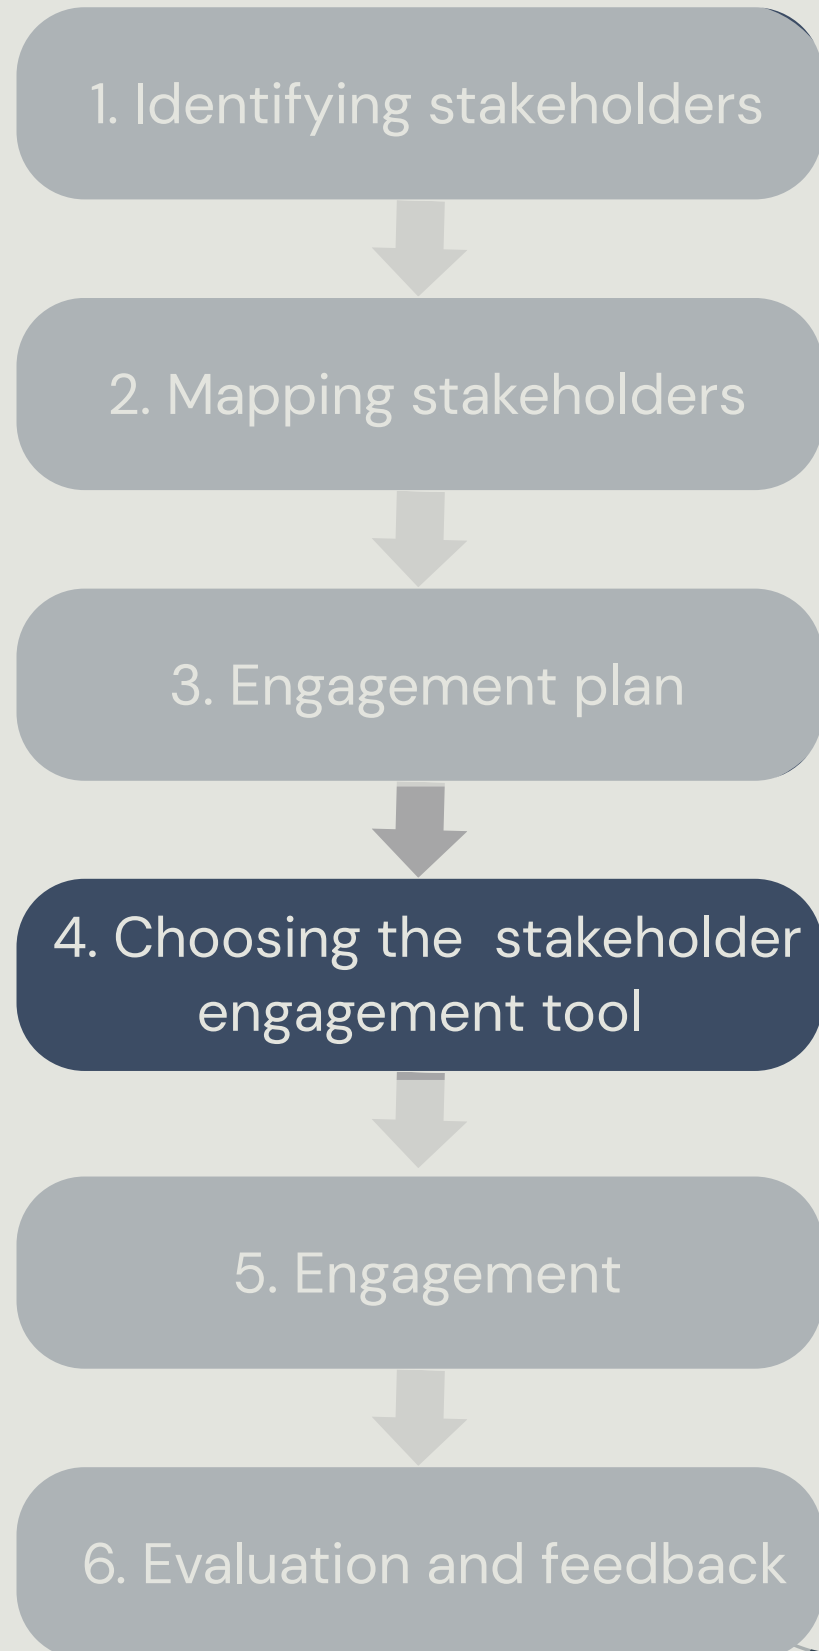 1. Identifying stakeholders
2. Mapping stakeholders
3. Engagement plan
4. Choosing the  stakeholder
engagement tool
5. Engagement
6. Evaluation and feedback